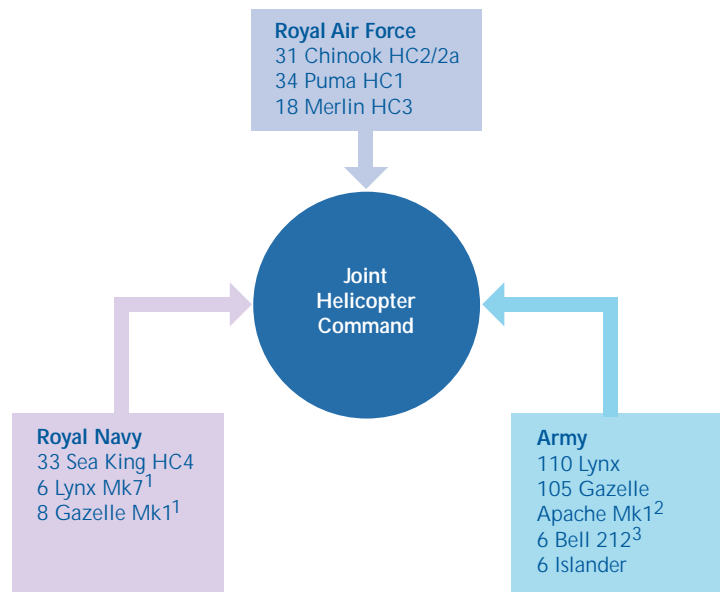 Royal Air Force
31 Chinook HC2/2a
34 Puma HC1
18 Merlin HC3
Joint
Helicopter
Command
Royal Navy
33 Sea King HC4
6 Lynx Mk7¹
8 Gazelle Mk1¹
Army
110 Lynx
105 Gazelle
Apache Mk1²
6 Bell 212³
6 Islander